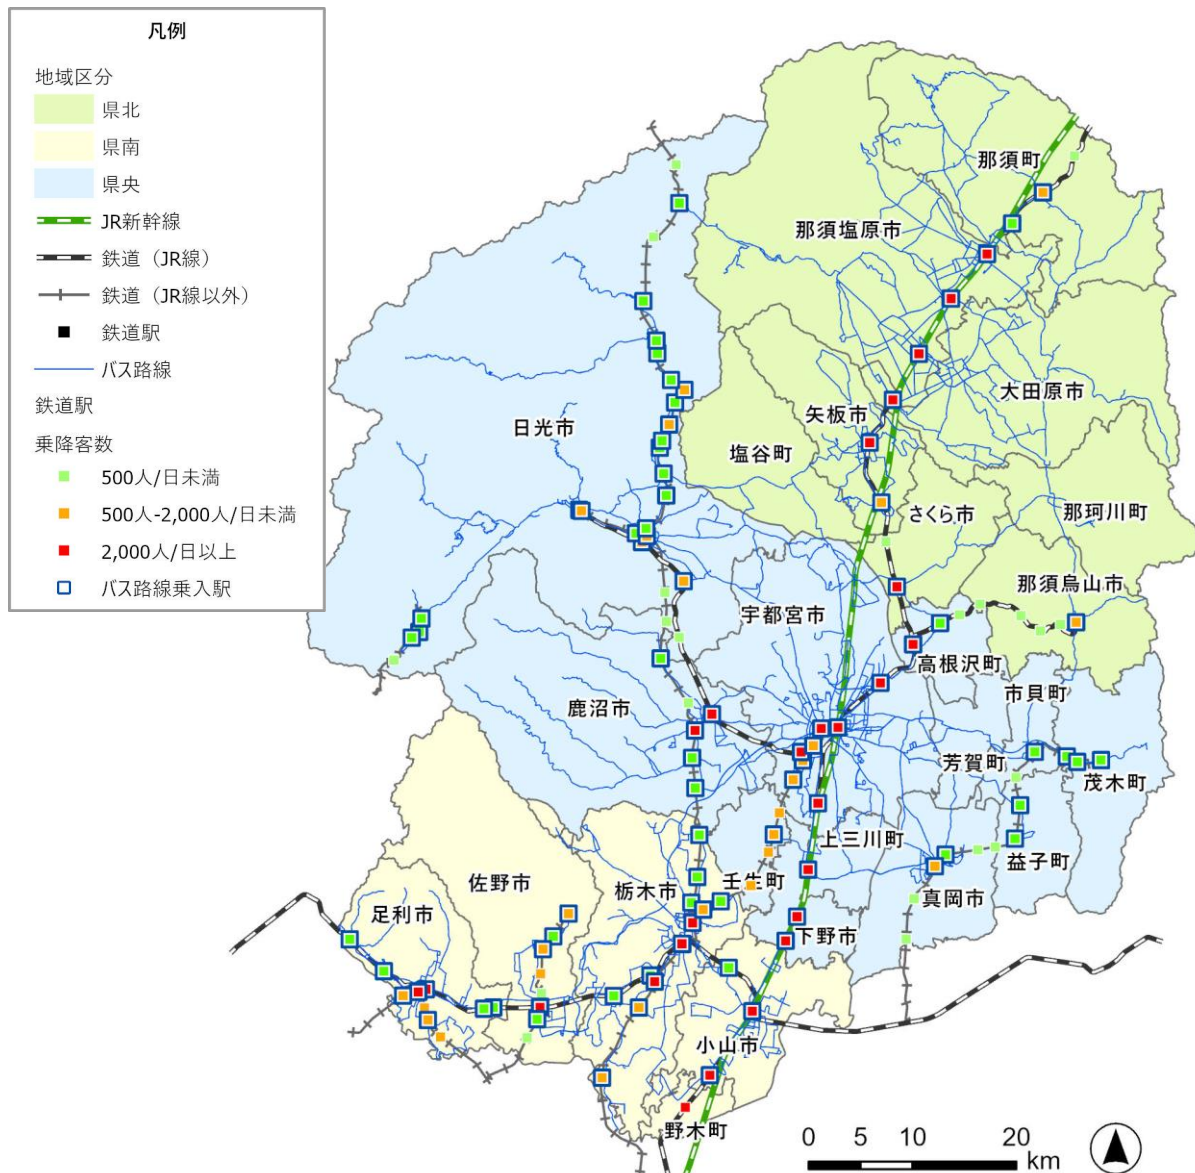 凡例
地域区分
県北
県南
県央
JR新幹線
鉄道（JR線）
鉄道（JR線以外）
鉄道駅
バス路線
鉄道駅
乗降客数
500人/日未満
500人-2,000人/日未満
2,000人/日以上
バス路線乗入駅
那須町
那須塩原市
大田原市
矢板市
日光市
塩谷町
さくら市
那珂川町
那須烏山市
宇都宮市
高根沢町
市貝町
鹿沼市
芳賀町
茂木町
上三川町
益子町
佐野市
栃木市
壬生町
真岡市
足利市
下野市
小山市
野木町
0 5 10 20
km